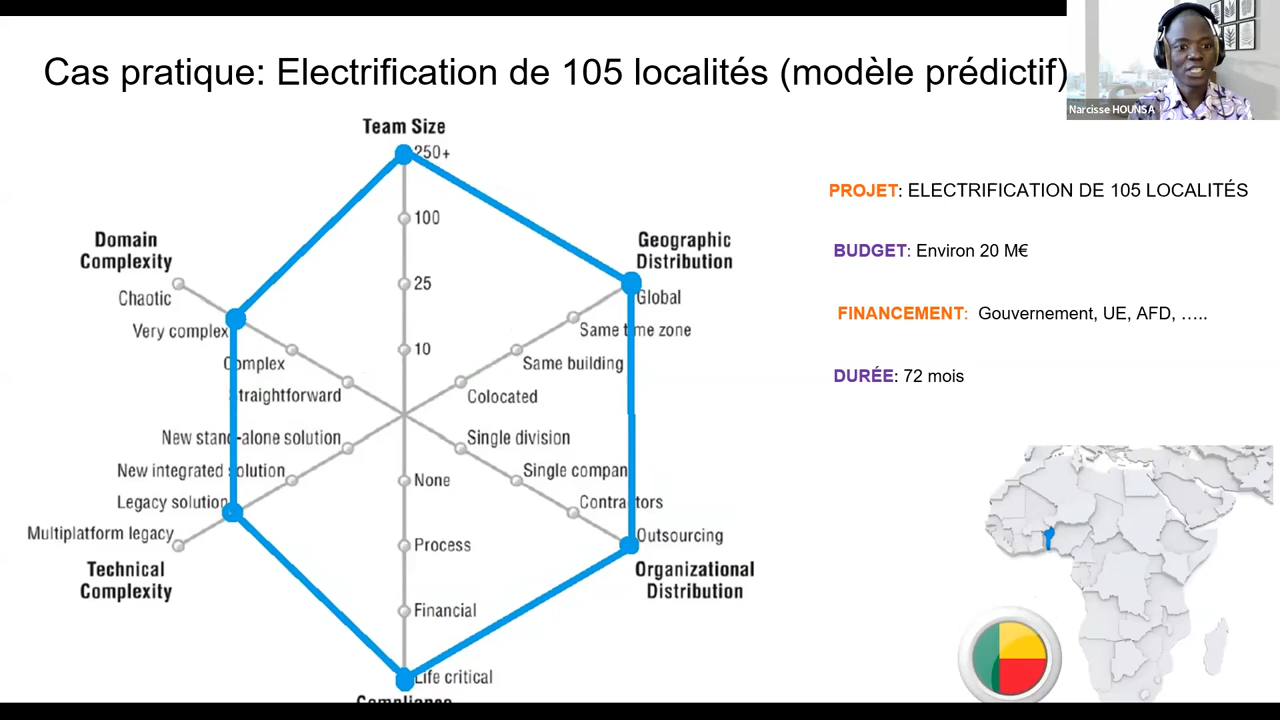 Cas pratique: Electrification de 105 localités (modèle prédictif)
Narcisse HOUNSA
Team Size
250+
100
25
10
Domain
Complexity
Chaotic
Very complex
Complex
Straightforward
Geographic
Distribution
Global
Same time zone
Same building
Colocated
New stand-alone solution
New integrated solution
Legacy solution
Multiplatform legacy
Technical
Complexity
Single division
Single compan
Contractors
Outsourcing
Organizational
Distribution
None
Process
Financial
Life critical
Compliance
PROJET: ELECTRIFICATION DE 105 LOCALITÉS
BUDGET: Environ 20 M€
FINANCEMENT: Gouvernement, UE, AFD, …..
DURÉE: 72 mois